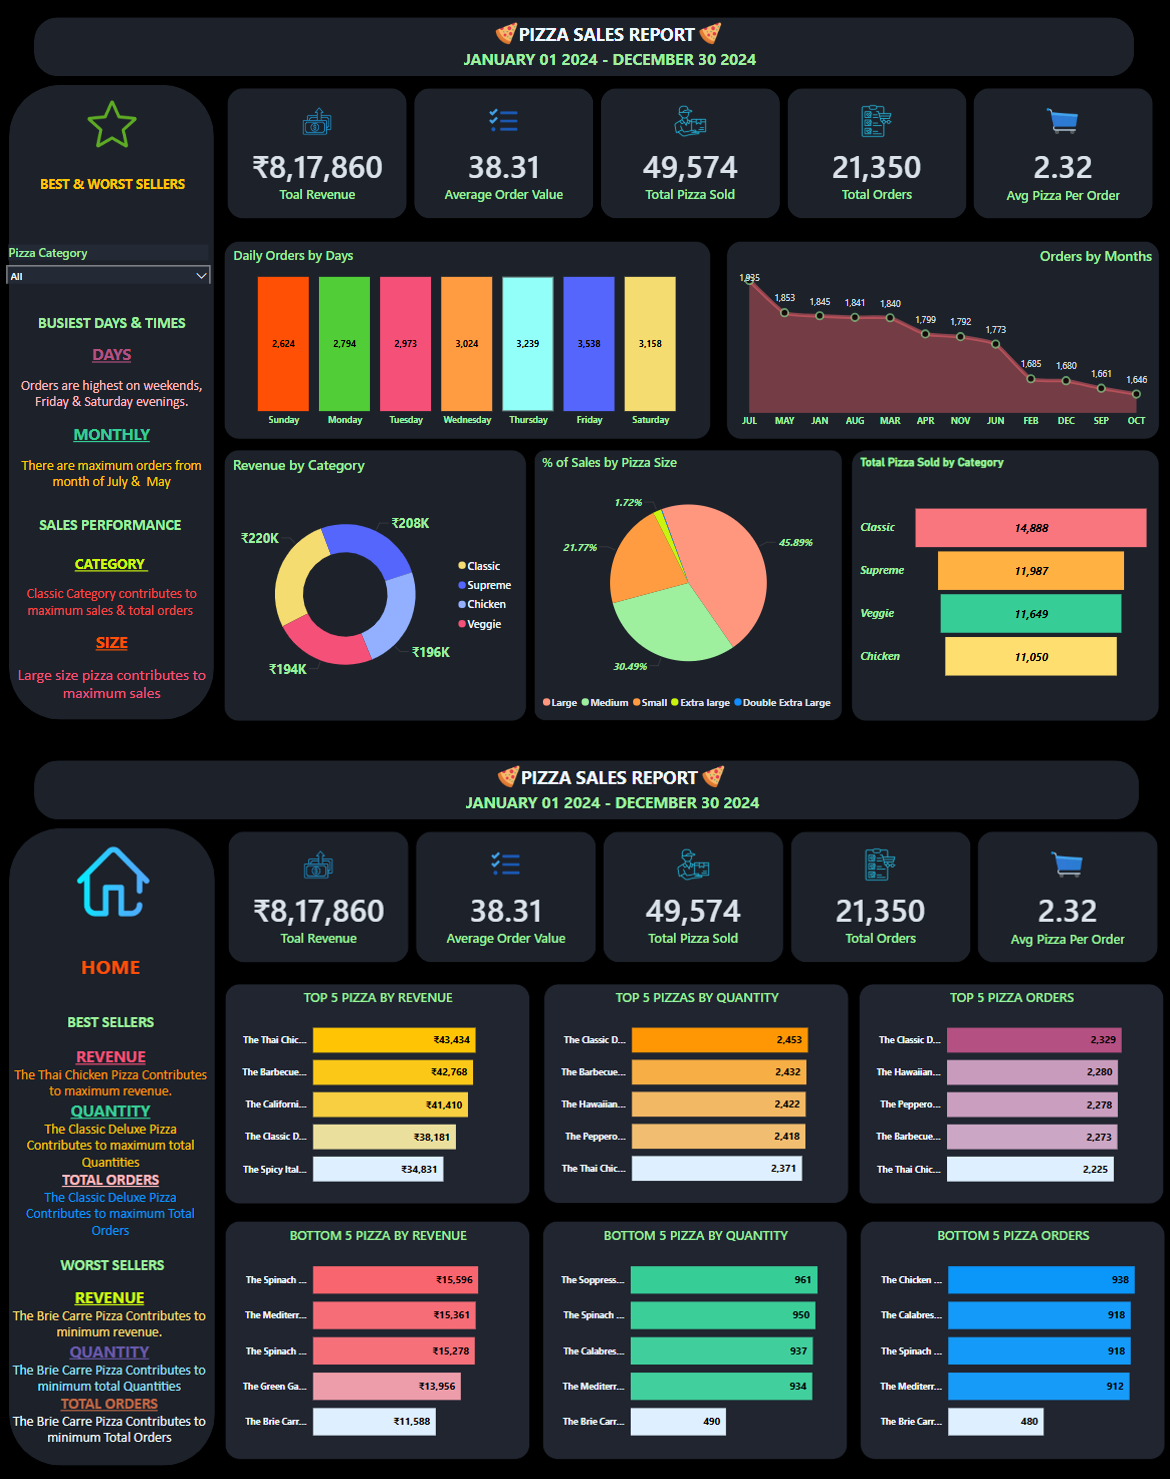 PIZZA SALES REPORT
JANUARY 01 2024 - DECEMBER 30 2024
BEST & WORST SELLERS
Pizza Category
All
BUSIEST DAYS & TIMES
DAYS
Orders are highest on weekends,
Friday & Saturday evenings.
MONTHLY
There are maximum orders from
month of July & May
SALES PERFORMANCE
CATEGORY
Classic Category contributes to
maximum sales & total orders
SIZE
Large size pizza contributes to
maximum sales
₹8,17,860
Toal Revenue
38.31
Average Order Value
49,574
Total Pizza Sold
21,350
Total Orders
2.32
Avg Pizza Per Order
Daily Orders by Days
2,624 2,794 2,973 3,024 3,239 3,538 3,158
Sunday Monday Tuesday Wednesday Thursday Friday Saturday
Orders by Months
1,935 1,853 1,845 1,841 1,840 1,799 1,792 1,773 1,685 1,680 1,661 1,646
JUL MAY JAN AUG MAR APR NOV JUN FEB DEC SEP OCT
Revenue by Category
₹208K
₹220K
₹196K
₹194K
Classic
Supreme
Chicken
Veggie
% of Sales by Pizza Size
1.72%
45.89%
21.77%
30.49%
Large Medium Small Extra large Double Extra Large
Total Pizza Sold by Category
Classic 14,888
Supreme 11,987
Veggie 11,649
Chicken 11,050
PIZZA SALES REPORT
JANUARY 01 2024 - DECEMBER 30 2024
HOME
BEST SELLERS
REVENUE
The Thai Chicken Pizza Contributes
to maximum revenue.
QUANTITY
The Classic Deluxe Pizza
Contributes to maximum total
Quantities
TOTAL ORDERS
The Classic Deluxe Pizza
Contributes to maximum Total
Orders
WORST SELLERS
REVENUE
The Brie Carre Pizza Contributes to
minimum revenue.
QUANTITY
The Brie Carre Pizza Contributes to
minimum total Quantities
TOTAL ORDERS
The Brie Carre Pizza Contributes to
minimum Total Orders
₹8,17,860
Toal Revenue
38.31
Average Order Value
49,574
Total Pizza Sold
21,350
Total Orders
2.32
Avg Pizza Per Order
TOP 5 PIZZA BY REVENUE
The Thai Chic... ₹43,434
The Barbecue... ₹42,768
The Californi... ₹41,410
The Classic D... ₹38,181
The Spicy Ital... ₹34,831
TOP 5 PIZZAS BY QUANTITY
The Classic D... 2,453
The Barbecue... 2,432
The Hawaiian... 2,422
The Peppero... 2,418
The Thai Chic... 2,371
TOP 5 PIZZA ORDERS
The Classic D... 2,329
The Hawaiian... 2,280
The Peppero... 2,278
The Barbecue... 2,273
The Thai Chic... 2,225
BOTTOM 5 PIZZA BY REVENUE
The Spinach ... ₹15,596
The Mediterr... ₹15,361
The Spinach ... ₹15,278
The Green Ga... ₹13,956
The Brie Carr... ₹11,588
BOTTOM 5 PIZZA BY QUANTITY
The Soppress... 961
The Spinach ... 950
The Calabres... 937
The Mediterr... 934
The Brie Carr... 490
BOTTOM 5 PIZZA ORDERS
The Chicken ... 938
The Calabres... 918
The Spinach ... 918
The Mediterr... 912
The Brie Carr... 480